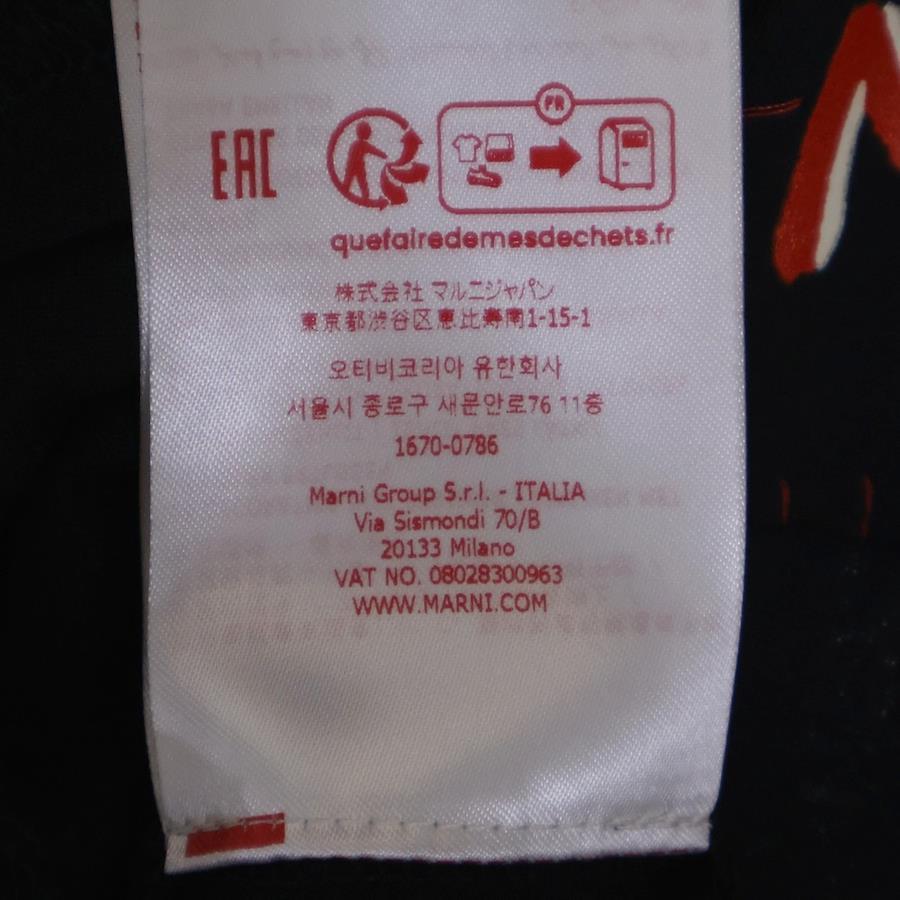 EAC
FR
quefairedemesdechets.fr
株式会社 マルニジャパン
東京都渋谷区恵比寿南1-15-1
오티비코리아 유한회사
서울시 종로구 새문안로76 11층
1670-0786
Marni Group S.r.l. - ITALIA
Via Sismondi 70/B
20133 Milano
VAT NO. 08028300963
WWW.MARNI.COM